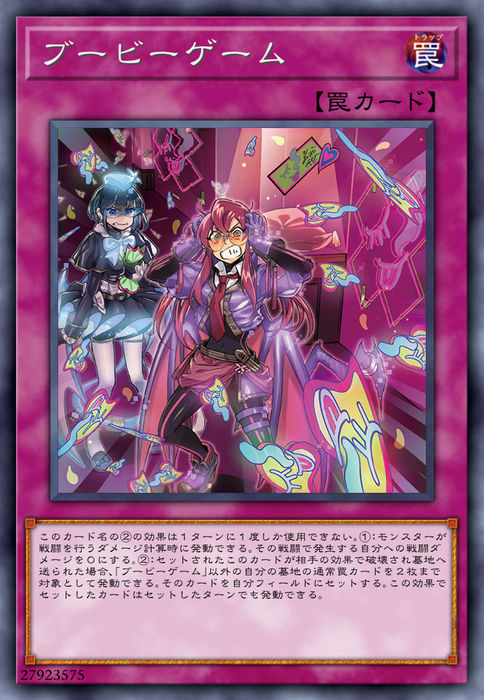 ブービーゲーム
トラップ
罠
【罠カード】
このカード名の②の効果は1ターンに1度しか使用できない。①:モンスターが
戦闘を行うダメージ計算時に発動できる。その戦闘で発生する自分への戦闘ダ
メージを0にする。②:セットされたこのカードが相手の効果で破壊され墓地へ
送られた場合、「ブービーゲーム」以外の自分の墓地の通常罠カードを2枚まで
対象として発動できる。そのカードを自分フィールドにセットする。この効果で
セットしたカードはセットしたターンでも発動できる。
27923575